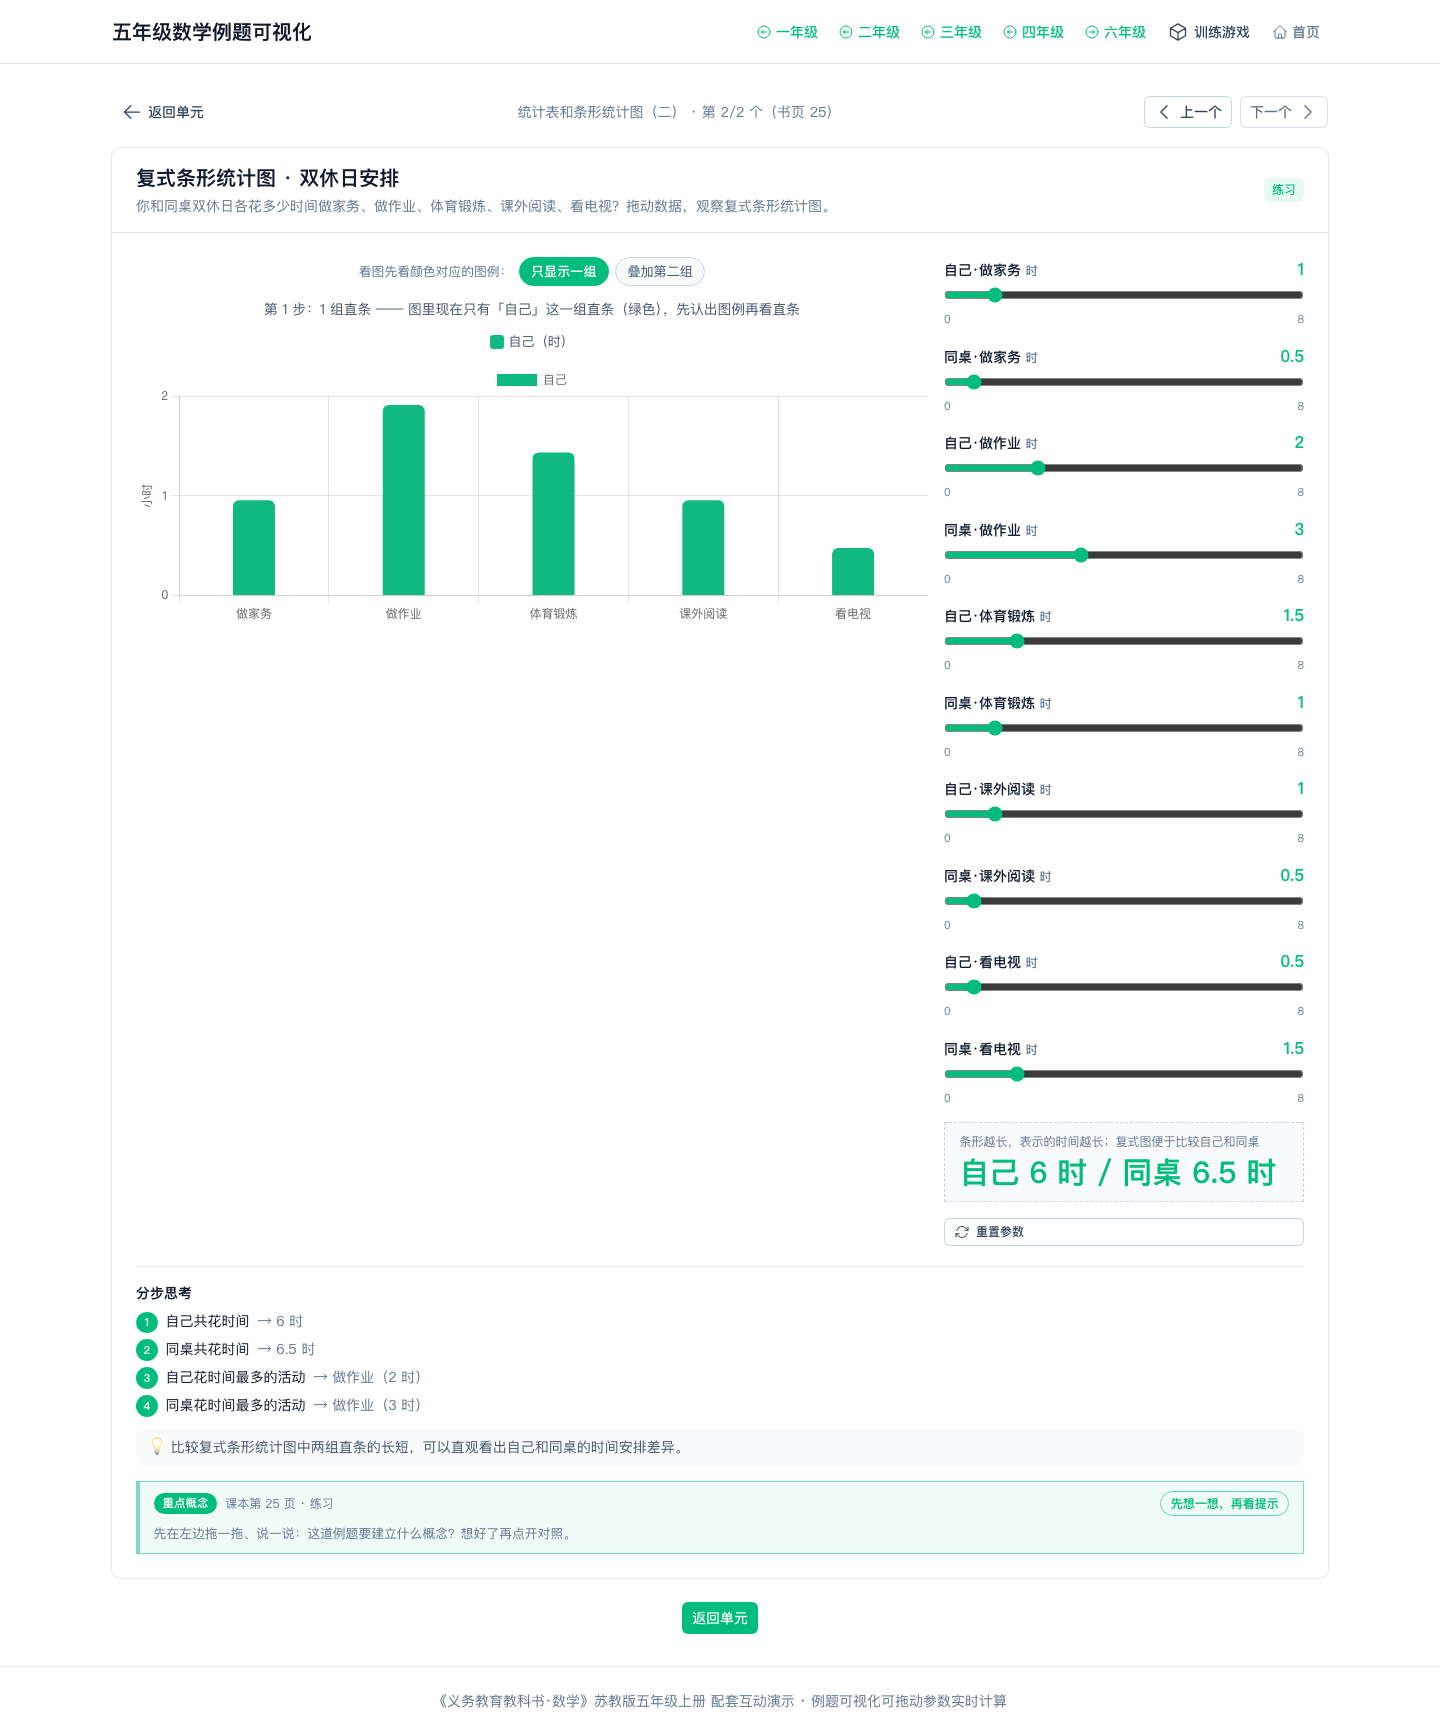 五年级数学例题可视化
一年级 二年级 三年级 四年级 六年级 训练游戏 首页
返回单元
统计表和条形统计图（二） · 第 2/2 个（书页 25）
上一个 下一个
复式条形统计图 · 双休日安排
你和同桌双休日各花多少时间做家务、做作业、体育锻炼、课外阅读、看电视？拖动数据，观察复式条形统计图。
练习
看图先看颜色对应的图例： 只显示一组 叠加第二组
第 1 步：1 组直条 —— 图里现在只有「自己」这一组直条（绿色），先认出图例再看直条
自己（时）
自己
2
1
0
小时
做家务 做作业 体育锻炼 课外阅读 看电视
自己·做家务 时 1
0 8
同桌·做家务 时 0.5
0 8
自己·做作业 时 2
0 8
同桌·做作业 时 3
0 8
自己·体育锻炼 时 1.5
0 8
同桌·体育锻炼 时 1
0 8
自己·课外阅读 时 1
0 8
同桌·课外阅读 时 0.5
0 8
自己·看电视 时 0.5
0 8
同桌·看电视 时 1.5
0 8
条形越长，表示的时间越长；复式图便于比较自己和同桌
自己 6 时 / 同桌 6.5 时
重置参数
分步思考
1 自己共花时间 → 6 时
2 同桌共花时间 → 6.5 时
3 自己花时间最多的活动 → 做作业（2 时）
4 同桌花时间最多的活动 → 做作业（3 时）
💡 比较复式条形统计图中两组直条的长短，可以直观看出自己和同桌的时间安排差异。
重点概念 课本第 25 页 · 练习
先想一想，再看提示
先在左边拖一拖、说一说：这道例题要建立什么概念？想好了再点开对照。
返回单元
《义务教育教科书·数学》苏教版五年级上册 配套互动演示 · 例题可视化可拖动参数实时计算